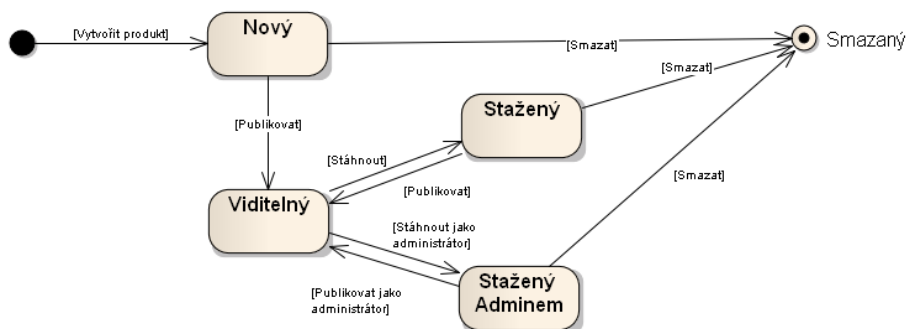 [Vytvořit produkt]
Nový
[Smazat]
Smazaný
[Smazat]
Stažený
[Publikovat]
[Stáhnout]
[Publikovat]
[Smazat]
Viditelný
[Stáhnout jako
administrátor]
Stažený
Adminem
[Publikovat jako
administrátor]